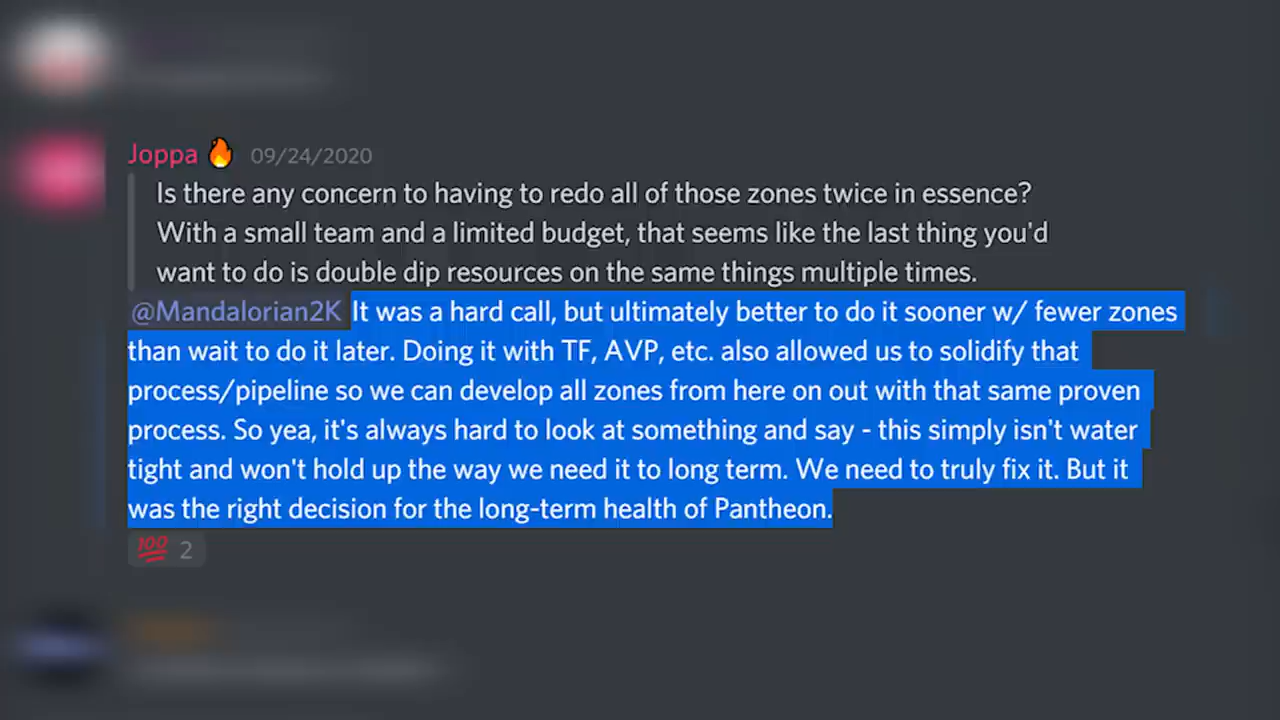 Joppa 🔥 09/24/2020
Is there any concern to having to redo all of those zones twice in essence?
With a small team and a limited budget, that seems like the last thing you'd
want to do is double dip resources on the same things multiple times.
@Mandalorian2K It was a hard call, but ultimately better to do it sooner w/ fewer zones
than wait to do it later. Doing it with TF, AVP, etc. also allowed us to solidify that
process/pipeline so we can develop all zones from here on out with that same proven
process. So yea, it's always hard to look at something and say - this simply isn't water
tight and won't hold up the way we need it to long term. We need to truly fix it. But it
was the right decision for the long-term health of Pantheon.
💯 2